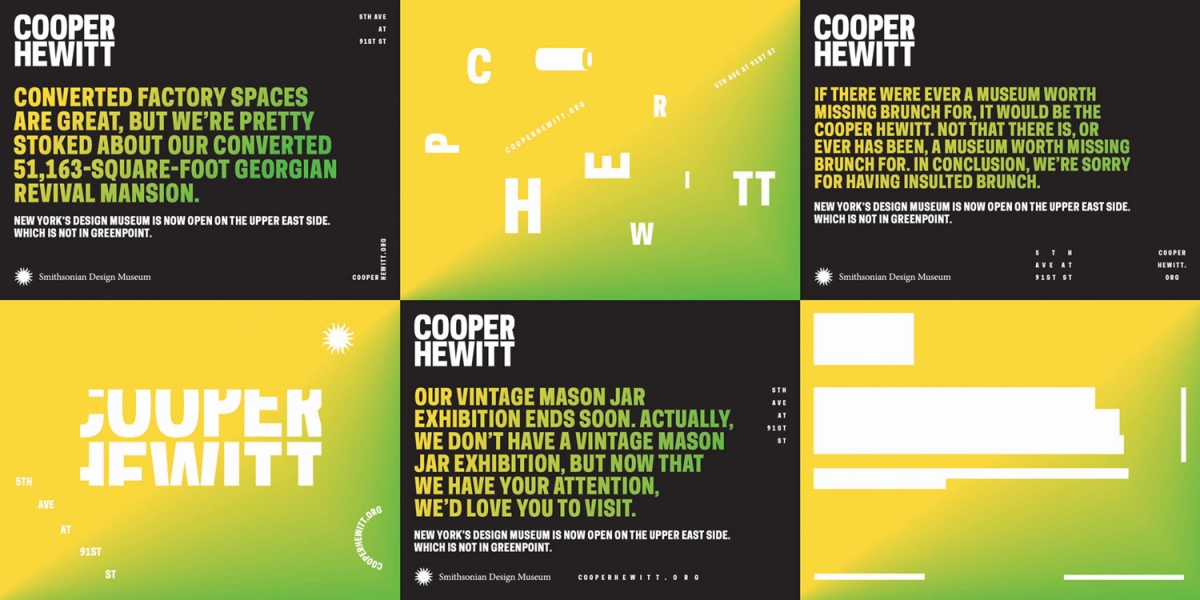 COOPER
HEWITT
5TH AVE
AT
91ST ST
CONVERTED FACTORY SPACES
ARE GREAT, BUT WE'RE PRETTY
STOKED ABOUT OUR CONVERTED
51,163-SQUARE-FOOT GEORGIAN
REVIVAL MANSION.
NEW YORK'S DESIGN MUSEUM IS NOW OPEN ON THE UPPER EAST SIDE.
WHICH IS NOT IN GREENPOINT.
Smithsonian Design Museum
COOPER
HEWITT.ORG
C
O
P
COOPERHEWITT.ORG
5TH AVE AT 91ST ST
R
E
H
I
TT
W
COOPER
HEWITT
IF THERE WERE EVER A MUSEUM WORTH
MISSING BRUNCH FOR, IT WOULD BE THE
COOPER HEWITT. NOT THAT THERE IS, OR
EVER HAS BEEN, A MUSEUM WORTH MISSING
BRUNCH FOR. IN CONCLUSION, WE'RE SORRY
FOR HAVING INSULTED BRUNCH.
NEW YORK'S DESIGN MUSEUM IS NOW OPEN ON THE UPPER EAST SIDE.
WHICH IS NOT IN GREENPOINT.
Smithsonian Design Museum
5 T H
AVE AT
91ST ST
COOPER
HEWITT.
ORG
COOPER
HEWITT
5TH
AVE
AT
91ST
ST
COOPERHEWITT.ORG
COOPER
HEWITT
OUR VINTAGE MASON JAR
EXHIBITION ENDS SOON. ACTUALLY,
WE DON'T HAVE A VINTAGE MASON
JAR EXHIBITION, BUT NOW THAT
WE HAVE YOUR ATTENTION,
WE'D LOVE YOU TO VISIT.
5TH
AVE
AT
91ST
ST
NEW YORK'S DESIGN MUSEUM IS NOW OPEN ON THE UPPER EAST SIDE.
WHICH IS NOT IN GREENPOINT.
Smithsonian Design Museum
COOPERHEWITT.ORG